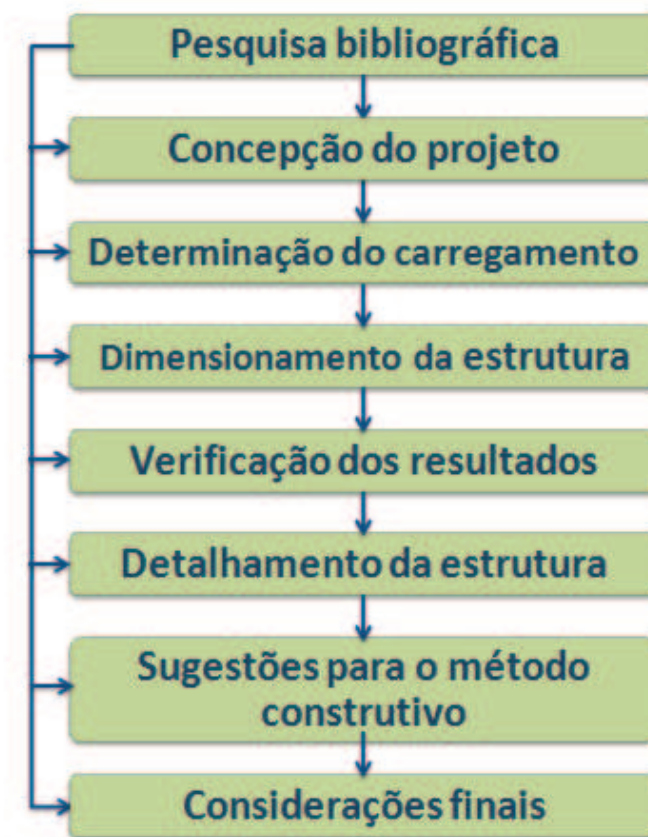 Pesquisa bibliográfica
Concepção do projeto
Determinação do carregamento
Dimensionamento da estrutura
Verificação dos resultados
Detalhamento da estrutura
Sugestões para o método
construtivo
Considerações finais